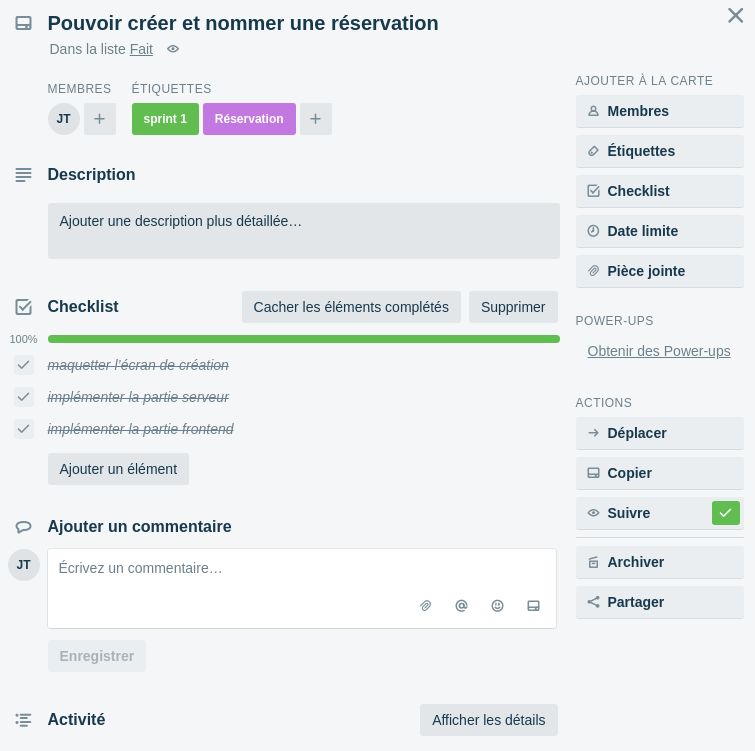 Pouvoir créer et nommer une réservation
Dans la liste Fait
MEMBRES
ÉTIQUETTES
JT
sprint 1
Réservation
Description
Ajouter une description plus détaillée…
Checklist
Cacher les éléments complétés
Supprimer
100%
maquetter l'écran de création
implémenter la partie serveur
implémenter la partie frontend
Ajouter un élément
Ajouter un commentaire
JT
Écrivez un commentaire…
Enregistrer
Activité
Afficher les détails
AJOUTER À LA CARTE
Membres
Étiquettes
Checklist
Date limite
Pièce jointe
POWER-UPS
Obtenir des Power-ups
ACTIONS
Déplacer
Copier
Suivre
Archiver
Partager